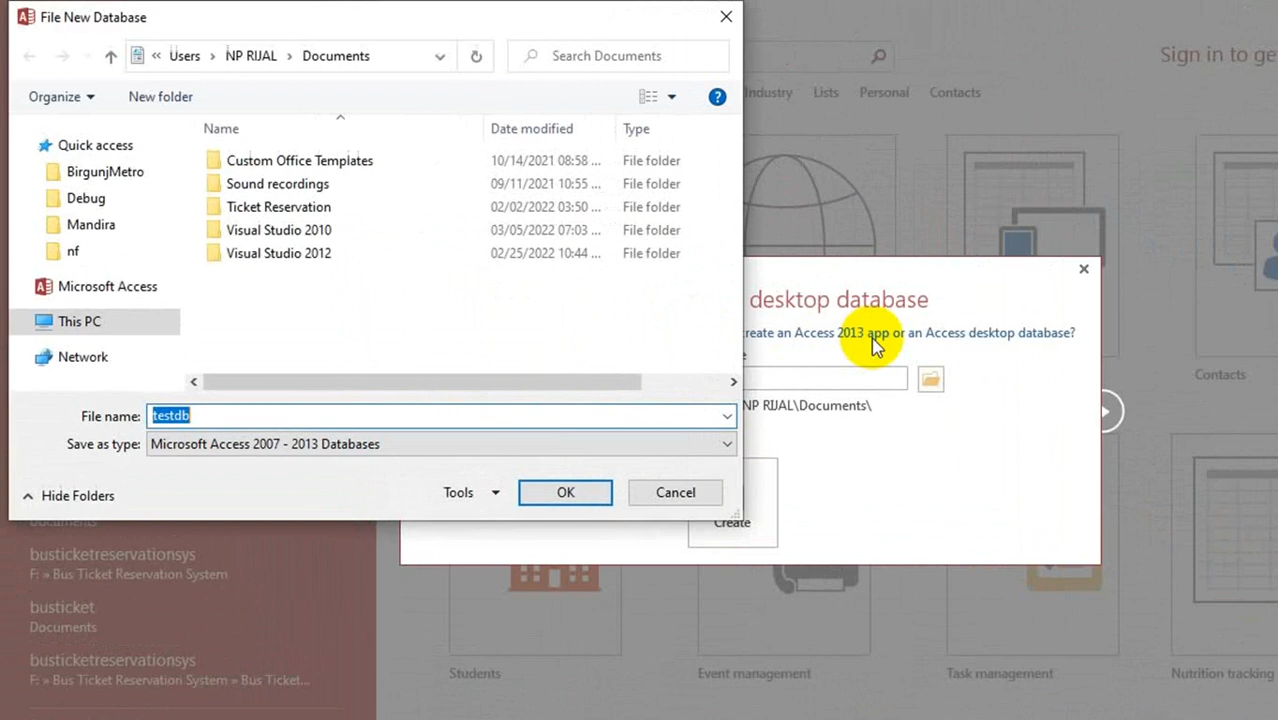 File New Database
« Users › NP RIJAL › Documents
Search Documents
Organize
New folder
Name
Date modified
Type
Quick access
BirgunjMetro
Debug
Mandira
nf
Microsoft Access
This PC
Network
Custom Office Templates 10/14/2021 08:58 ... File folder
Sound recordings 09/11/2021 10:55 ... File folder
Ticket Reservation 02/02/2022 03:50 ... File folder
Visual Studio 2010 03/05/2022 07:03 ... File folder
Visual Studio 2012 02/25/2022 10:44 ... File folder
File name: testdb
Save as type: Microsoft Access 2007 - 2013 Databases
Hide Folders
Tools
OK
Cancel
Sign in to ge
Industry Lists Personal Contacts
desktop database
create an Access 2013 app or an Access desktop database?
NP RIJAL\Documents\
Create
Contacts
Documents
busticketreservationsys
F: » Bus Ticket Reservation System
busticket
Documents
busticketreservationsys
F: » Bus Ticket Reservation System » Bus Ticket...
Students
Event management
Task management
Nutrition tracking